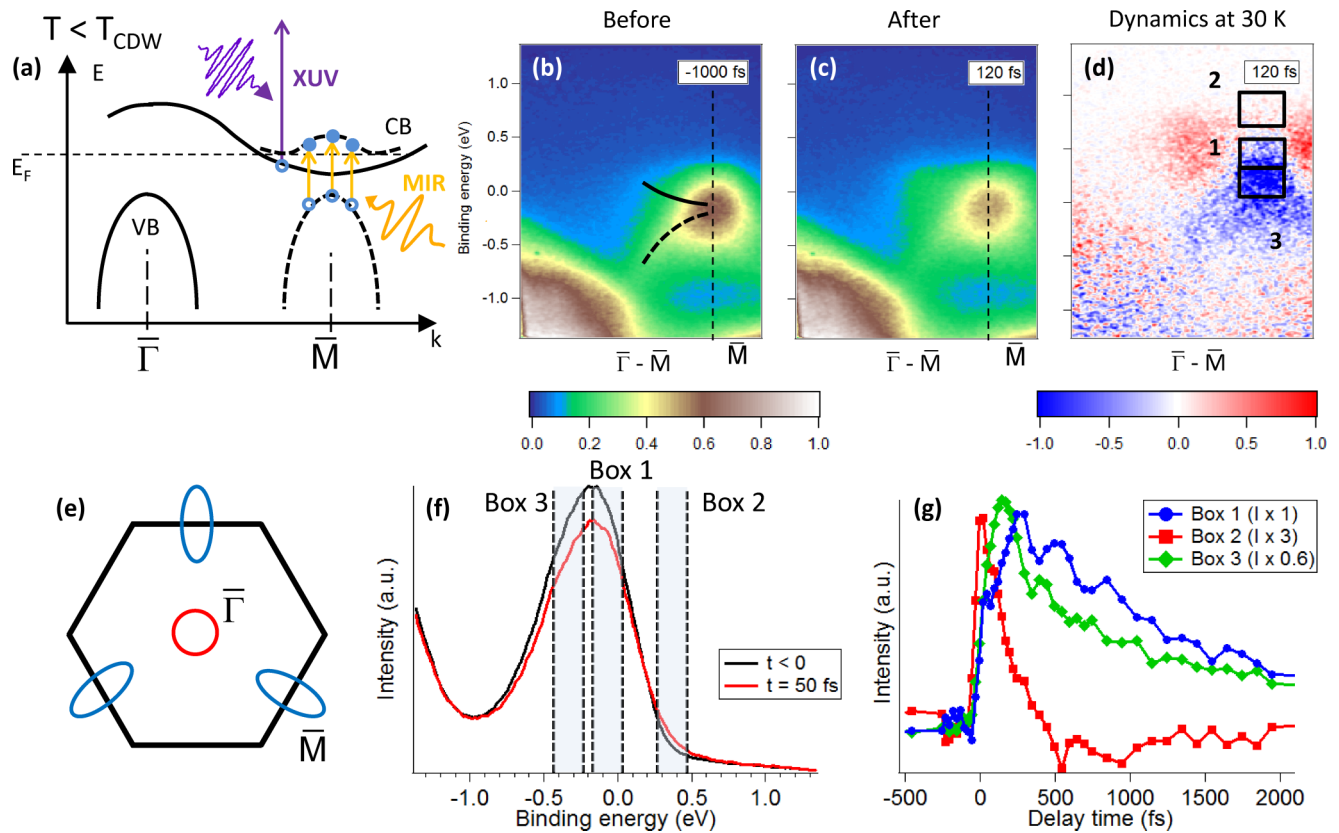 T < T_CDW
(a)
E
XUV
CB
E_F
MIR
VB
Γ̅
M̅
k
Before
After
Dynamics at 30 K
(b)
-1000 fs
(c)
120 fs
(d)
120 fs
2
1
3
Binding energy (eV)
1.0
0.5
0.0
-0.5
-1.0
Γ̅ - M̅
M̅
Γ̅ - M̅
M̅
Γ̅ - M̅
0.0 0.2 0.4 0.6 0.8 1.0
-1.0 -0.5 0.0 0.5 1.0
(e)
Γ̅
M̅
Box 1
Box 3
(f)
Box 2
Intensity (a.u.)
t < 0
t = 50 fs
-1.0 -0.5 0.0 0.5 1.0
Binding energy (eV)
(g)
Box 1 (I x 1)
Box 2 (I x 3)
Box 3 (I x 0.6)
Intensity (a.u.)
-500 0 500 1000 1500 2000
Delay time (fs)